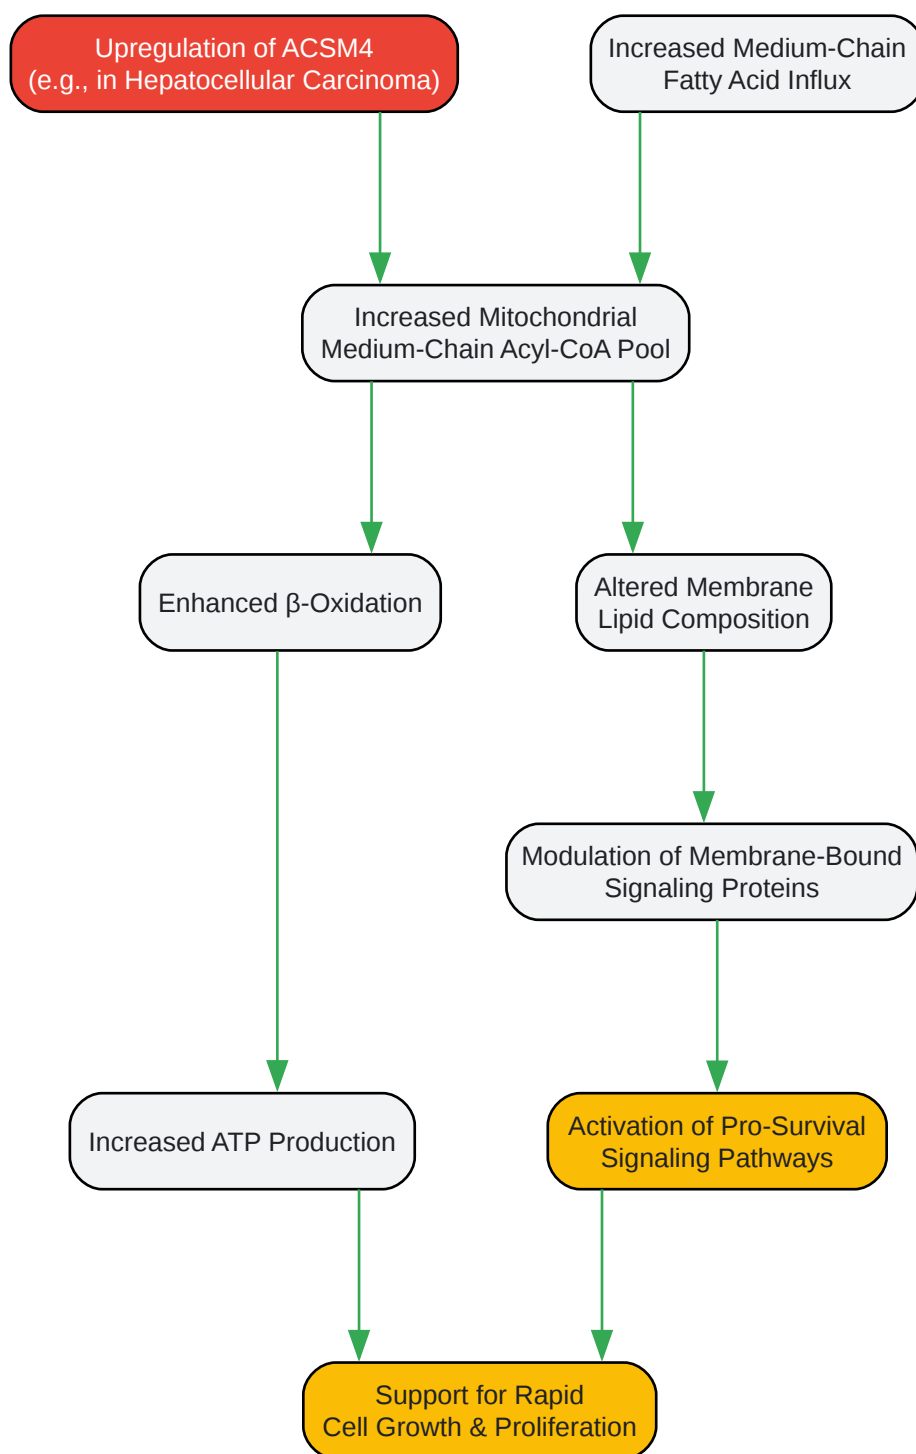 Upregulation of ACSM4
(e.g., in Hepatocellular Carcinoma)
Increased Medium-Chain
Fatty Acid Influx
Increased Mitochondrial
Medium-Chain Acyl-CoA Pool
Enhanced β-Oxidation
Altered Membrane
Lipid Composition
Modulation of Membrane-Bound
Signaling Proteins
Increased ATP Production
Activation of Pro-Survival
Signaling Pathways
Support for Rapid
Cell Growth & Proliferation